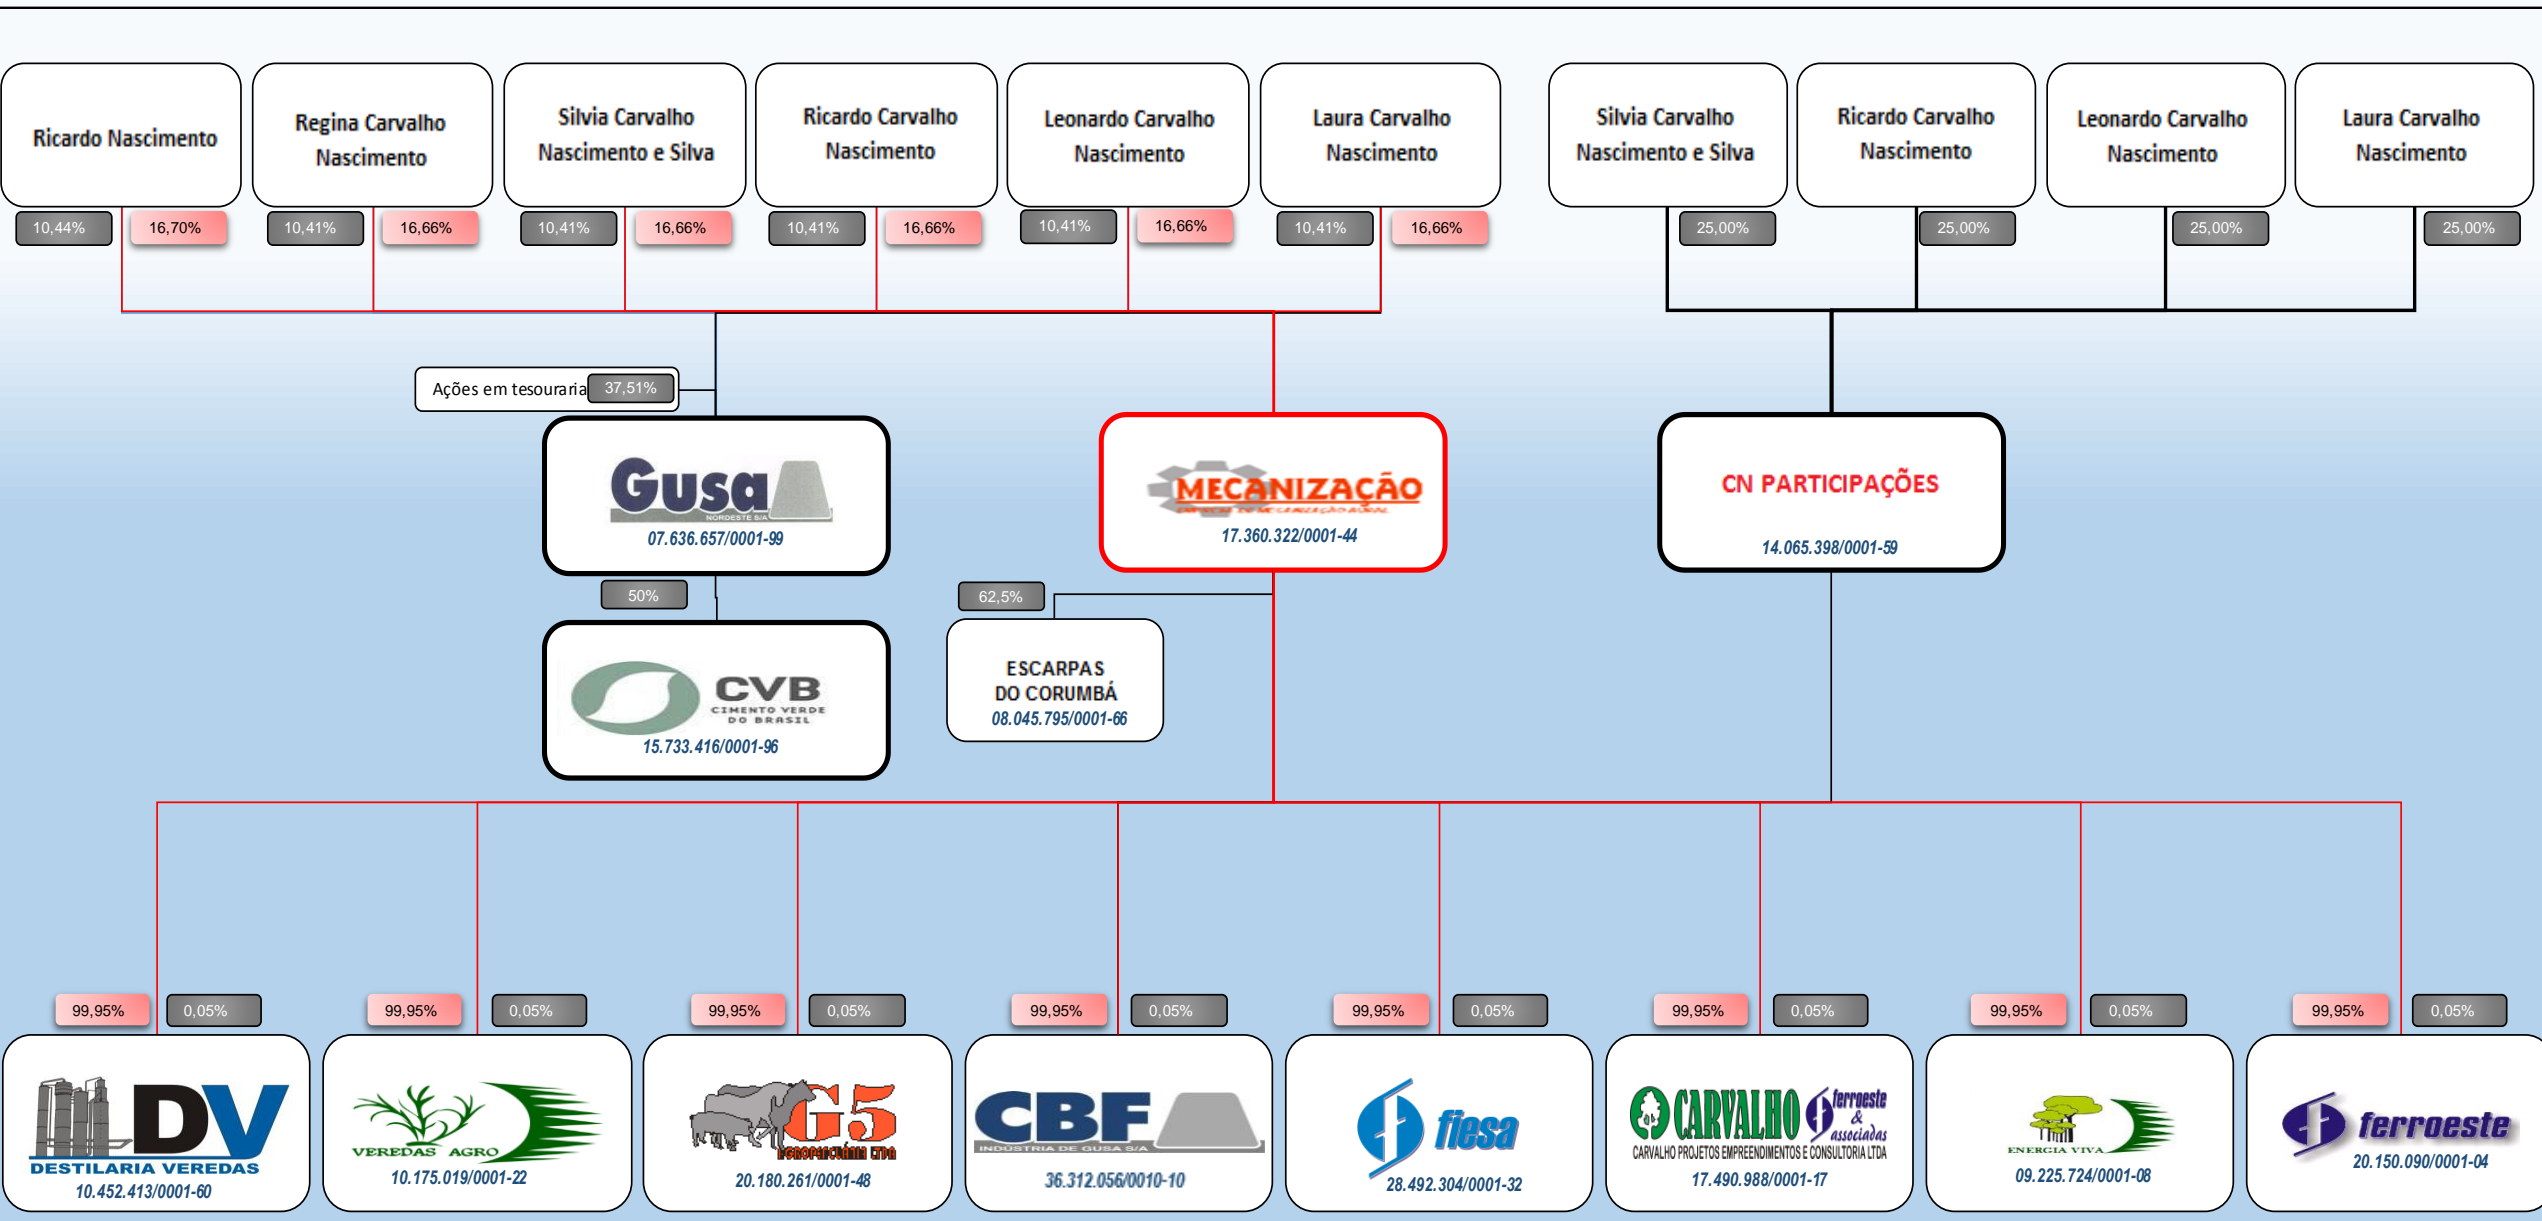 Ricardo Nascimento
Regina Carvalho
Nascimento
Silvia Carvalho
Nascimento e Silva
Ricardo Carvalho
Nascimento
Leonardo Carvalho
Nascimento
Laura Carvalho
Nascimento
Silvia Carvalho
Nascimento e Silva
Ricardo Carvalho
Nascimento
Leonardo Carvalho
Nascimento
Laura Carvalho
Nascimento
10,44%
16,70%
10,41%
16,66%
10,41%
16,66%
10,41%
16,66%
10,41%
16,66%
10,41%
16,66%
25,00%
25,00%
25,00%
25,00%
Ações em tesouraria
37,51%
Gusa
NORDESTE S/A
07.636.657/0001-99
MECANIZAÇÃO
EMPRESA DE MECANIZAÇÃO RURAL
17.360.322/0001-44
CN PARTICIPAÇÕES
14.065.398/0001-59
50%
62,5%
CVB
CIMENTO VERDE
DO BRASIL
15.733.416/0001-96
ESCARPAS
DO CORUMBÁ
08.045.795/0001-66
99,95%
0,05%
99,95%
0,05%
99,95%
0,05%
99,95%
0,05%
99,95%
0,05%
99,95%
0,05%
99,95%
0,05%
99,95%
0,05%
DV
DESTILARIA VEREDAS
10.452.413/0001-60
VEREDAS AGRO
10.175.019/0001-22
G5
AGROPECUÁRIA LTDA
20.180.261/0001-48
CBF
INDÚSTRIA DE GUSA S/A
36.312.056/0010-10
fiesa
28.492.304/0001-32
CARVALHO
ferroeste
&
associadas
CARVALHO PROJETOS EMPREENDIMENTOS E CONSULTORIA LTDA
17.490.988/0001-17
ENERGIA VIVA
09.225.724/0001-08
ferroeste
20.150.090/0001-04